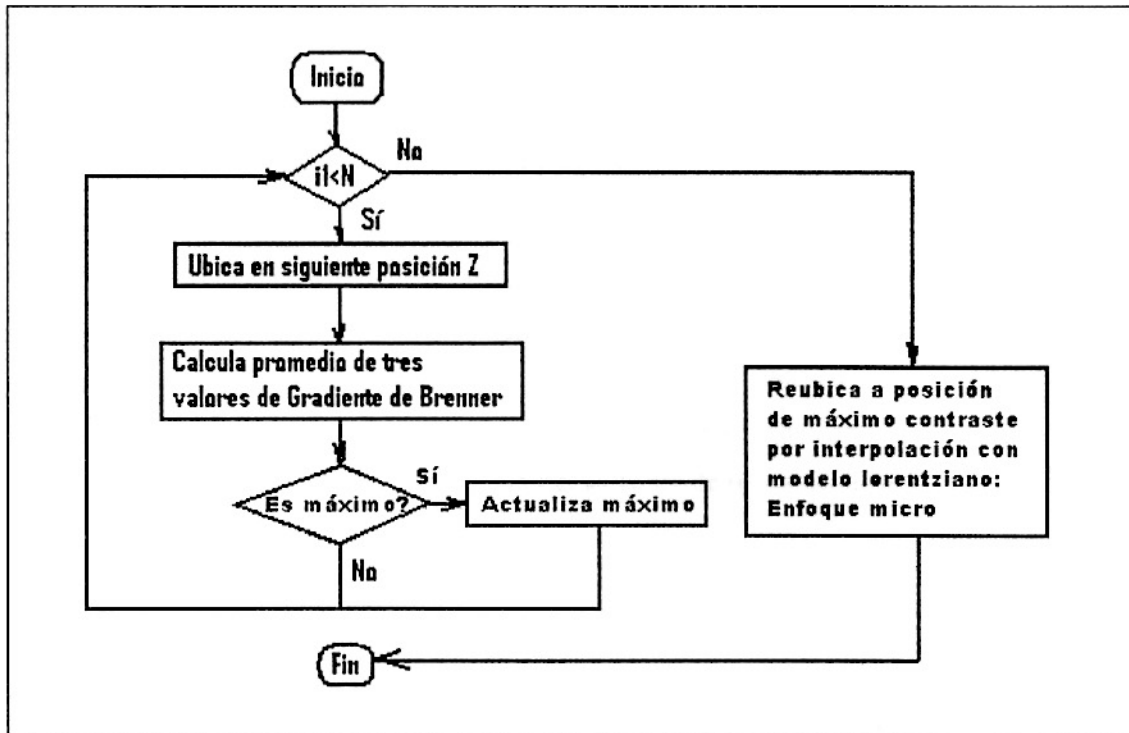 Inicio
i1<N
No
Sí
Ubica en siguiente posición Z
Calcula promedio de tres
valores de Gradiente de Brenner
Es máximo?
Sí
Actualiza máximo
No
Reubica a posición
de máximo contraste
por interpolación con
modelo lorentziano:
Enfoque micro
Fin